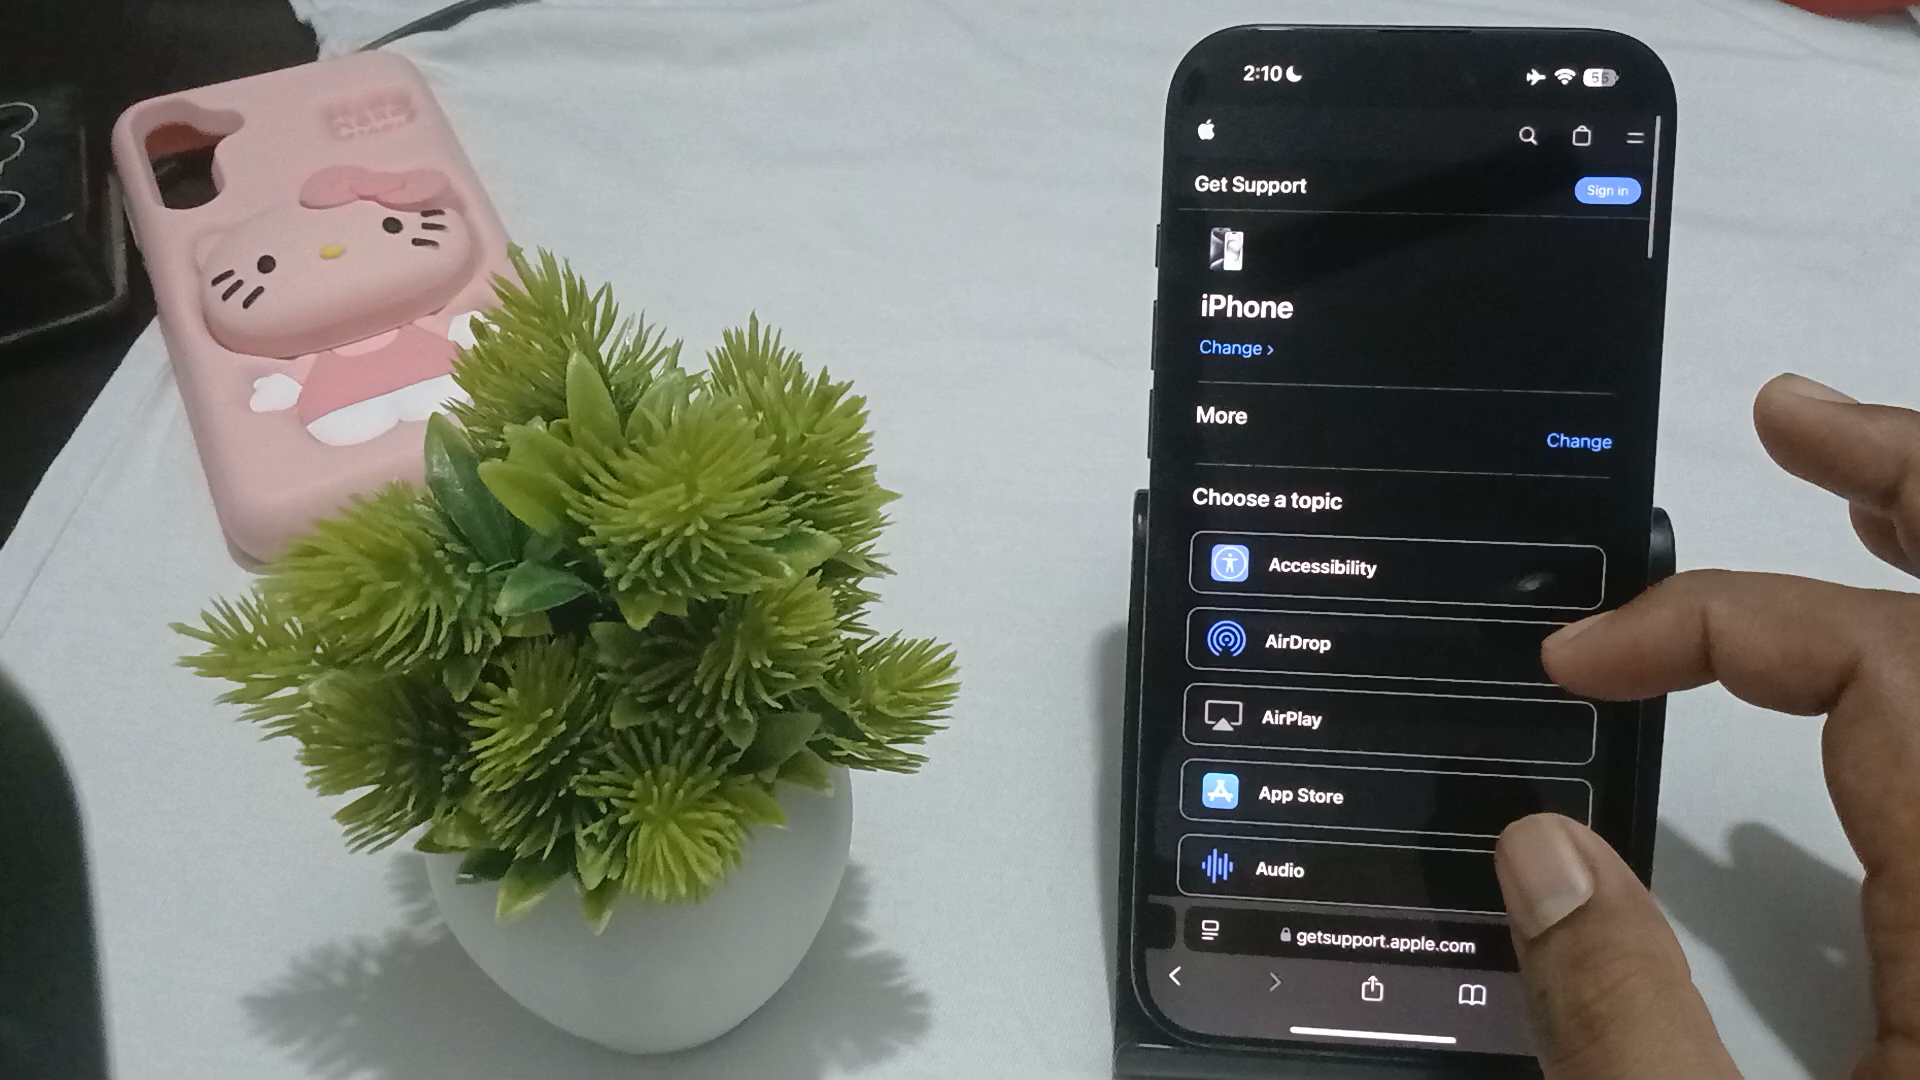 2:10
55
Get Support
Sign in
iPhone
Change >
More
Change
Choose a topic
Accessibility
AirDrop
AirPlay
App Store
Audio
getsupport.apple.com